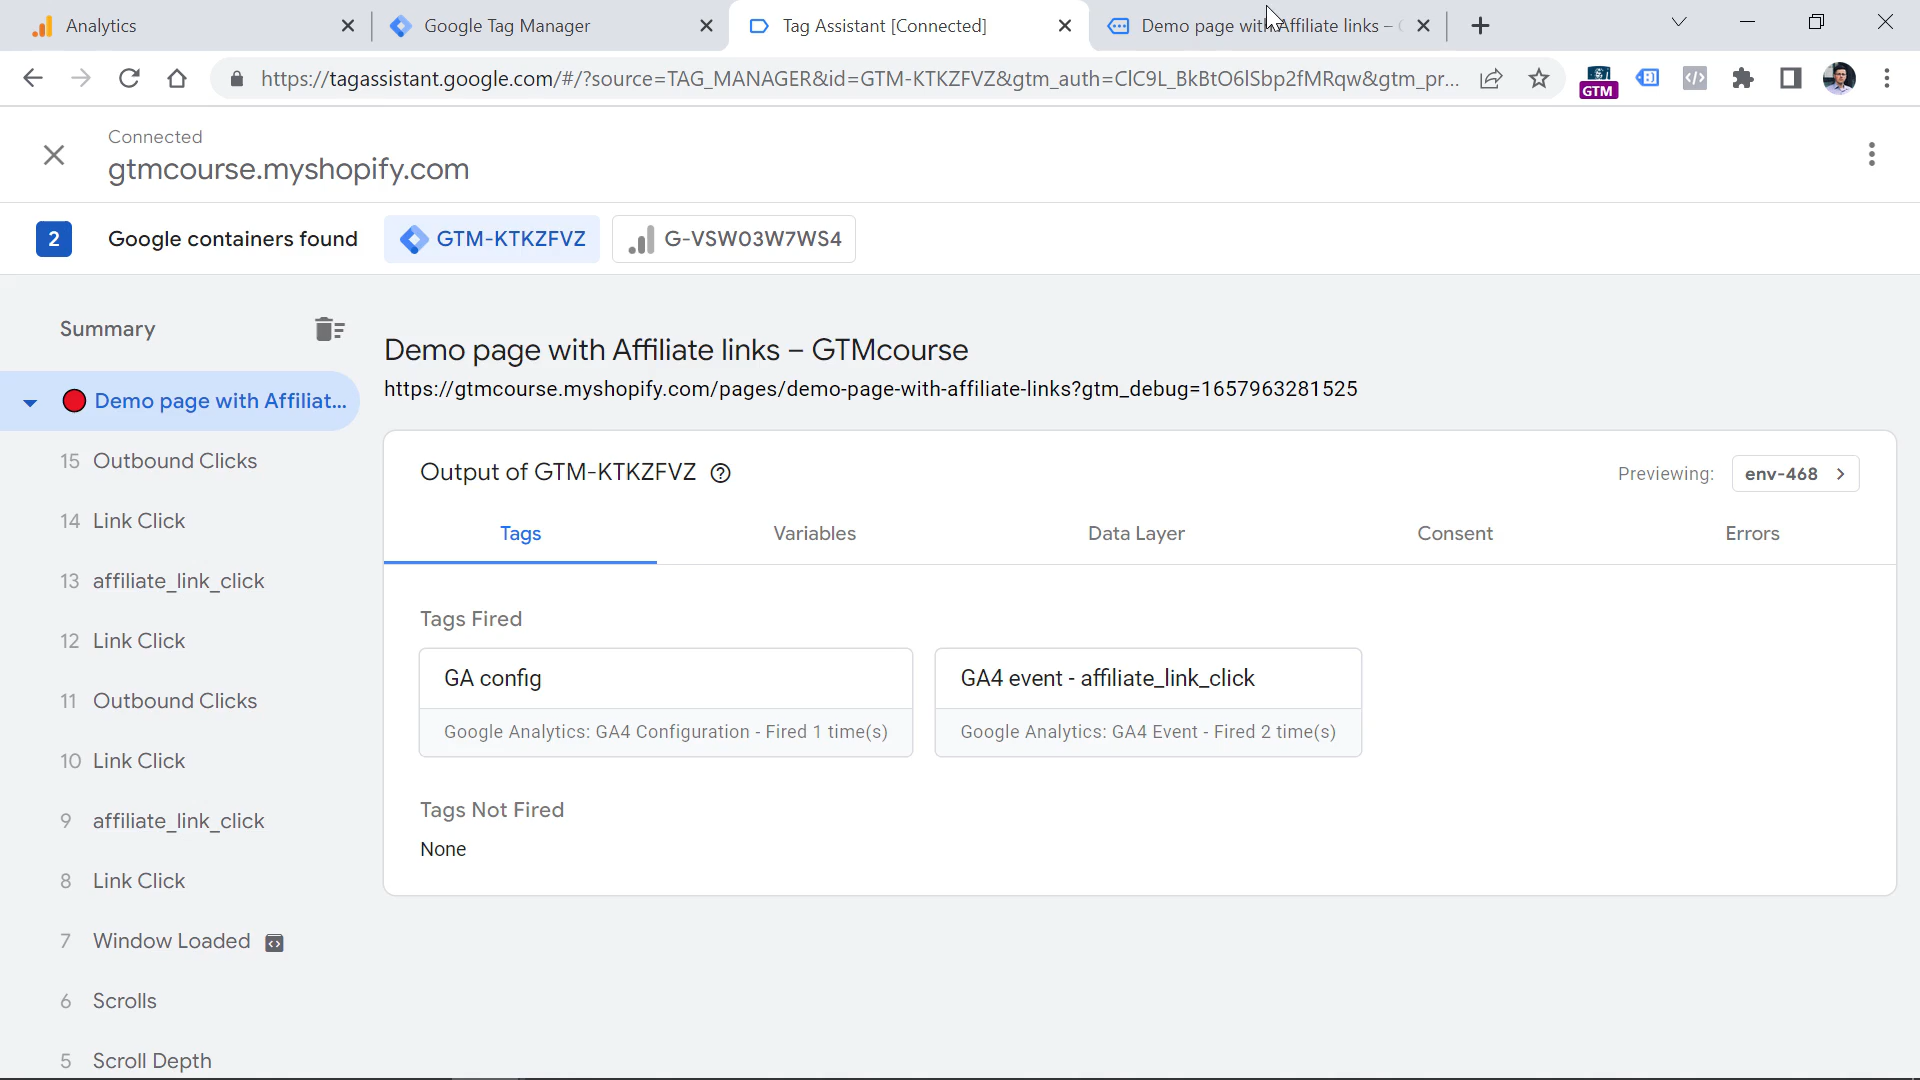 Analytics
Google Tag Manager
Tag Assistant [Connected]
Demo page with Affiliate links –
https://tagassistant.google.com/#/?source=TAG_MANAGER&id=GTM-KTKZFVZ&gtm_auth=ClC9L_BkBtO6lSbp2fMRqw&gtm_pr...
GTM
Connected
gtmcourse.myshopify.com
2
Google containers found
GTM-KTKZFVZ
G-VSW03W7WS4
Summary
Demo page with Affiliat...
15 Outbound Clicks
14 Link Click
13 affiliate_link_click
12 Link Click
11 Outbound Clicks
10 Link Click
9 affiliate_link_click
8 Link Click
7 Window Loaded
6 Scrolls
5 Scroll Depth
Demo page with Affiliate links – GTMcourse
https://gtmcourse.myshopify.com/pages/demo-page-with-affiliate-links?gtm_debug=1657963281525
Output of GTM-KTKZFVZ
Previewing: env-468
Tags
Variables
Data Layer
Consent
Errors
Tags Fired
GA config
Google Analytics: GA4 Configuration - Fired 1 time(s)
GA4 event - affiliate_link_click
Google Analytics: GA4 Event - Fired 2 time(s)
Tags Not Fired
None